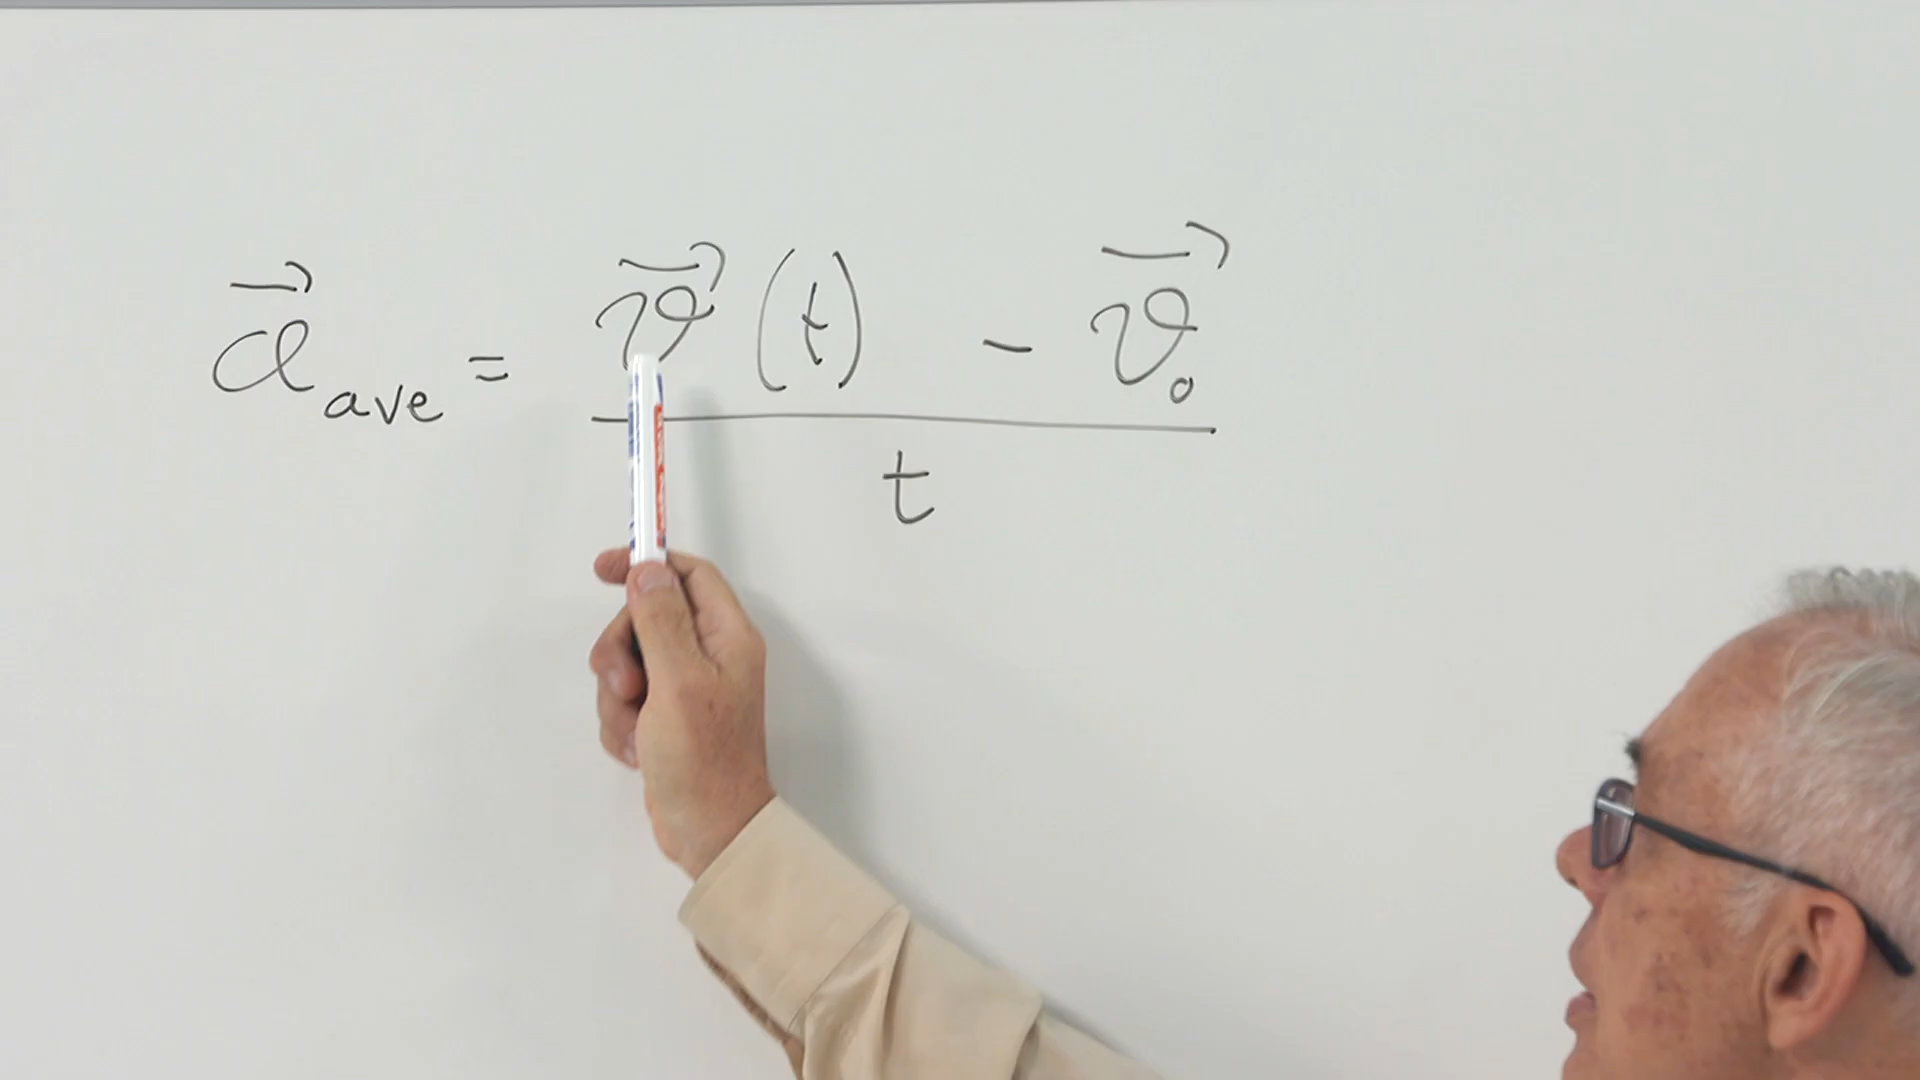 a⃗ ave = v⃗ (t) - v⃗₀
t